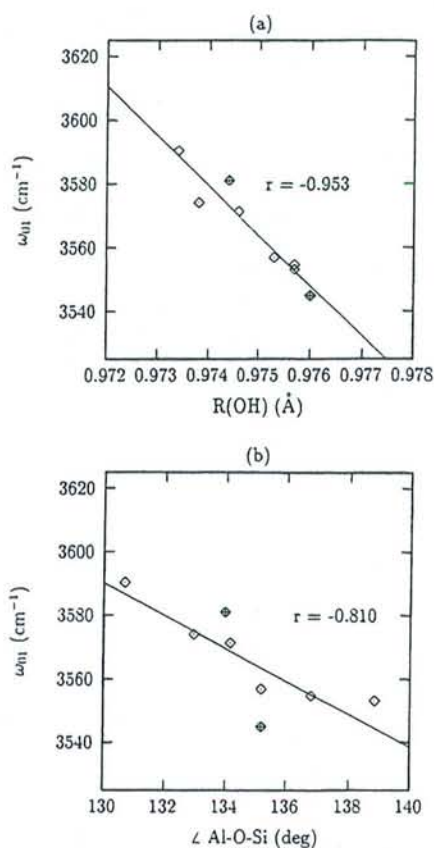 (a)
3620
3600
3580
3560
3540
ω01 (cm−1)
r = -0.953
0.972 0.973 0.974 0.975 0.976 0.977 0.978
R(OH) (Å)
(b)
3620
3600
3580
3560
3540
ω01 (cm−1)
r = -0.810
130 132 134 136 138 140
∠ Al-O-Si (deg)